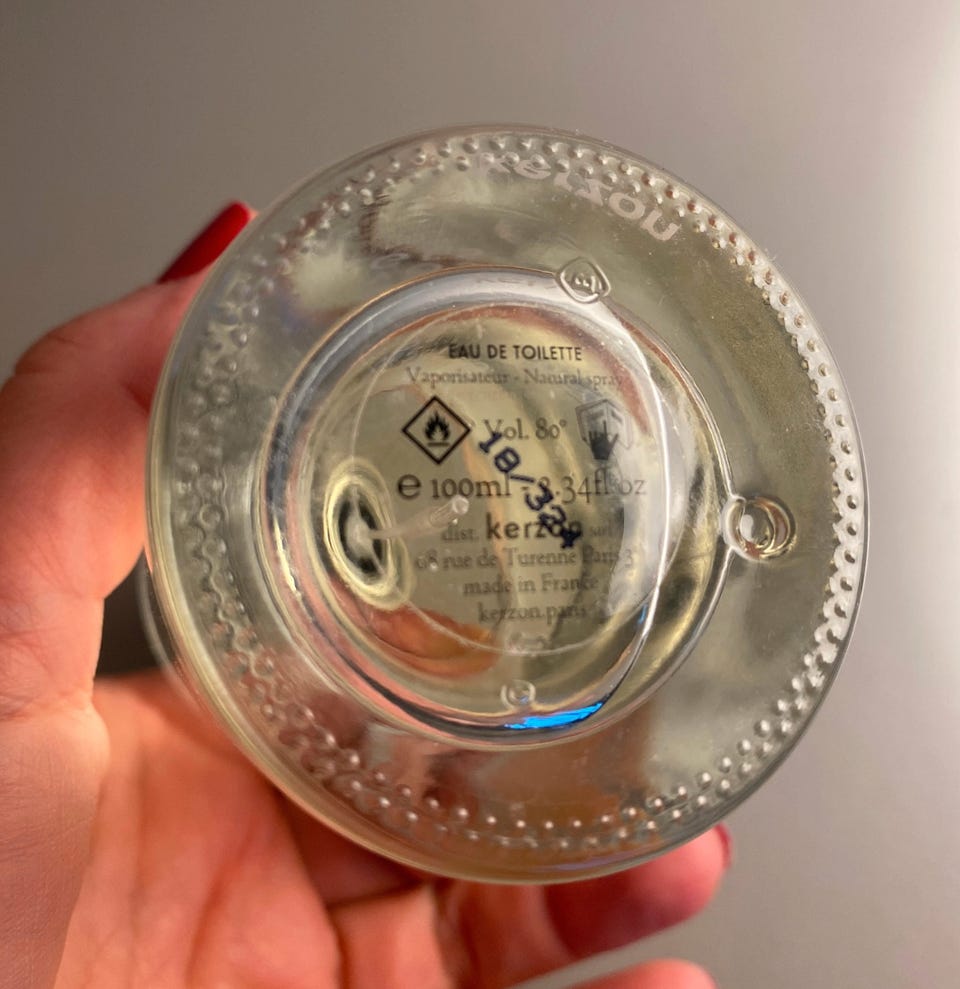 kerzon
EAU DE TOILETTE
Vaporisateur - Natural spray
Vol. 80°
18/324
e 100ml - 3.34fl oz
dist. kerzon sarl
68 rue de Turenne Paris 3
made in France
kerzon.paris